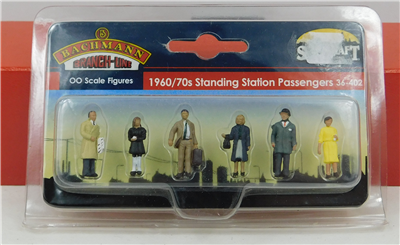 BACHMANN
BRANCH-LINE
OO Scale Figures
1960/70s Standing Station Passengers 36-402